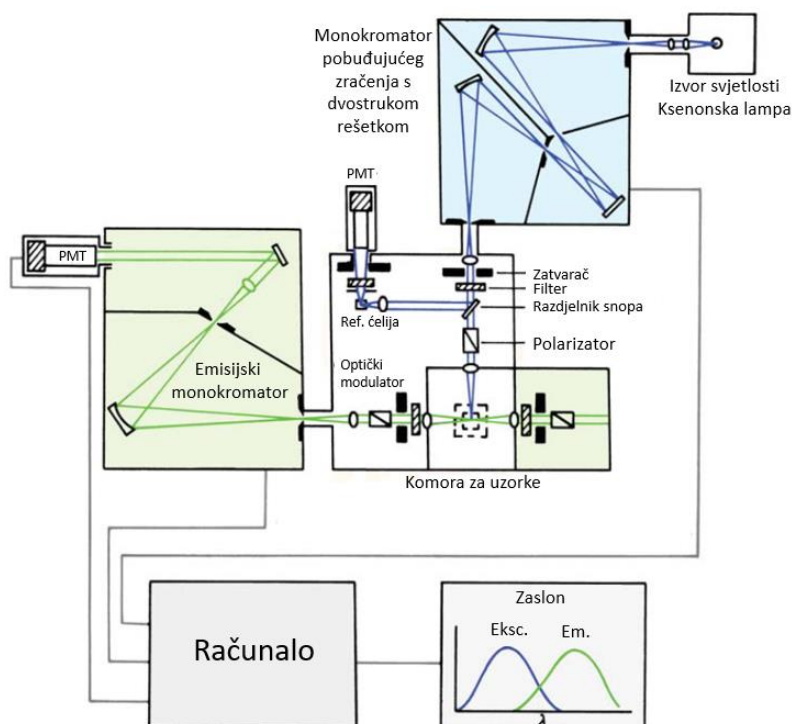 Monokromator
pobuđujućeg
zračenja s
dvostrukom
rešetkom
Izvor svjetlosti
Ksenonska lampa
PMT
PMT
Zatvarač
Filter
Razdjelnik snopa
Ref. ćelija
Polarizator
Optički
modulator
Emisijski
monokromator
Komora za uzorke
Računalo
Zaslon
Eksc.
Em.
λ